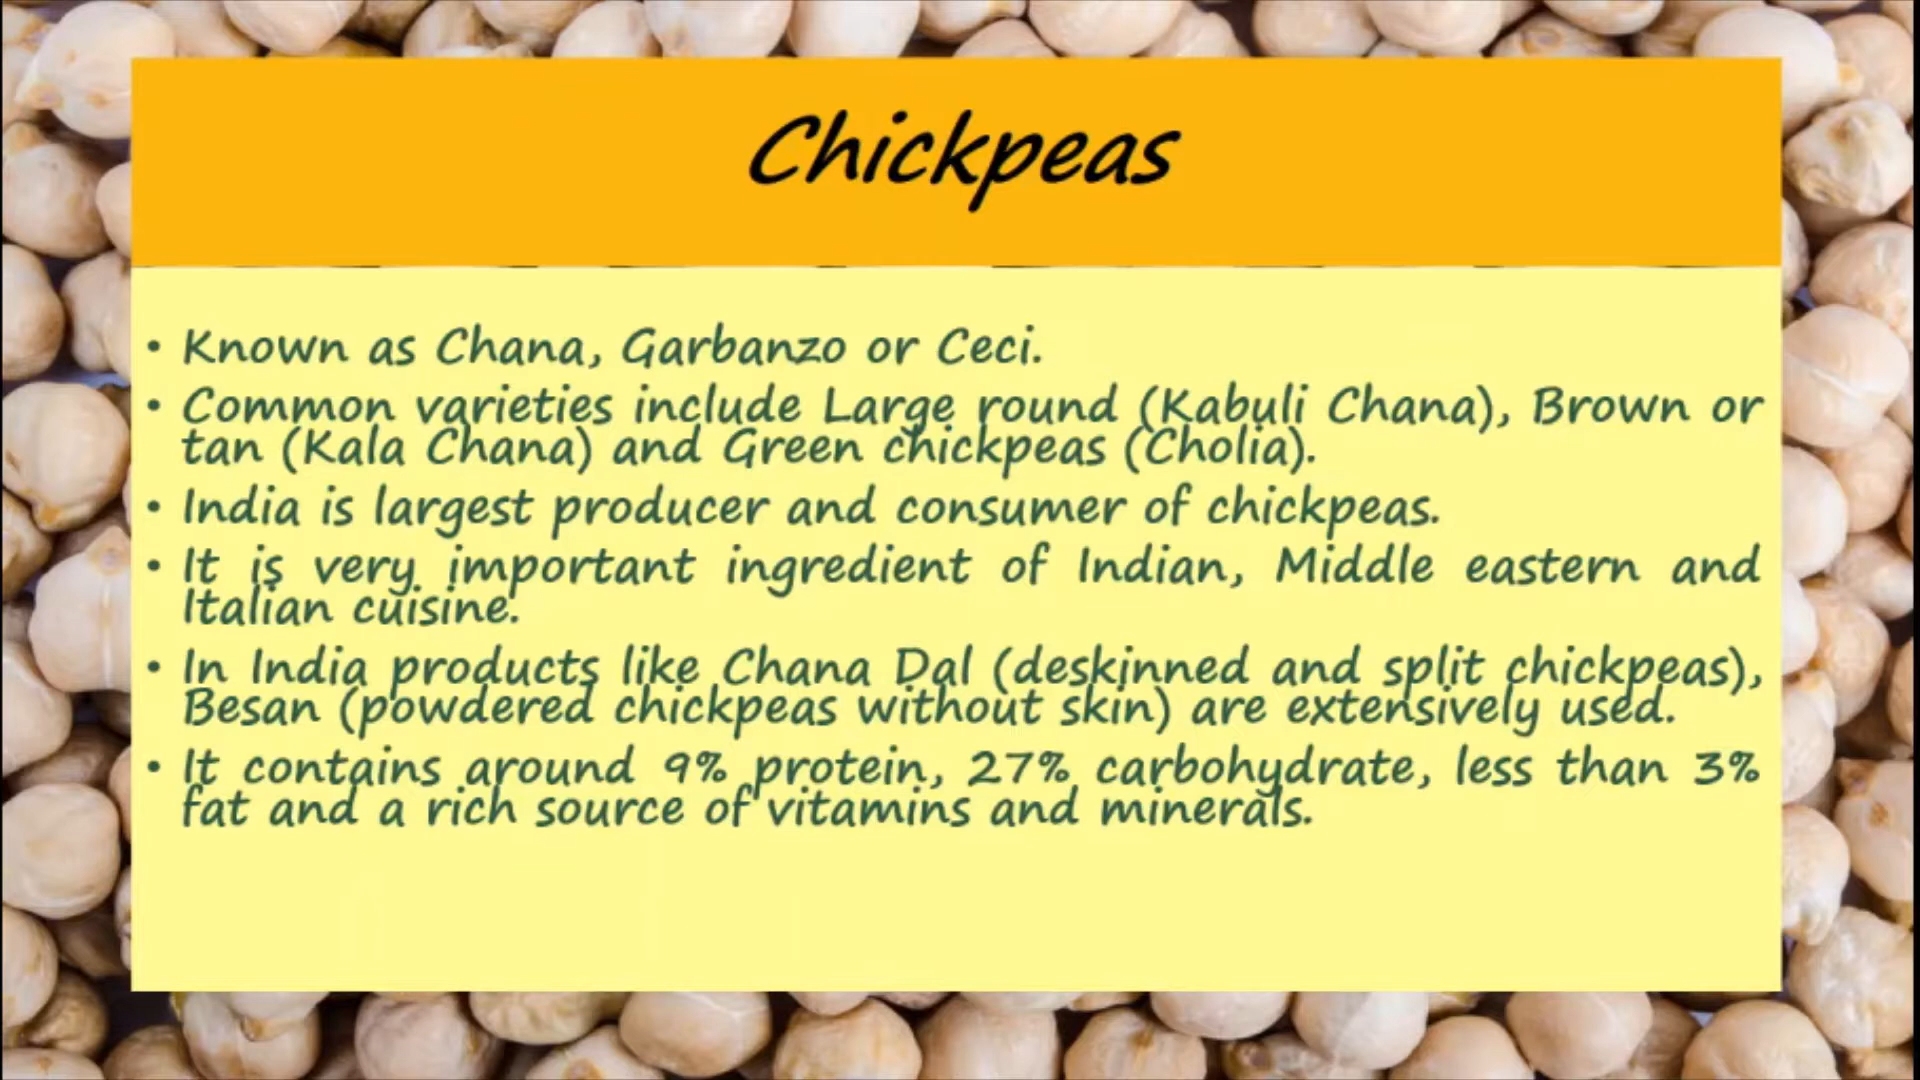 Chickpeas
• Known as Chana, Garbanzo or Ceci.
• Common varieties include Large round (Kabuli Chana), Brown or
tan (Kala Chana) and Green chickpeas (Cholia).
• India is largest producer and consumer of chickpeas.
• It is very important ingredient of Indian, Middle eastern and
Italian cuisine.
• In India products like Chana Dal (deskinned and split chickpeas),
Besan (powdered chickpeas without skin) are extensively used.
• It contains around 9% protein, 27% carbohydrate, less than 3%
fat and a rich source of vitamins and minerals.